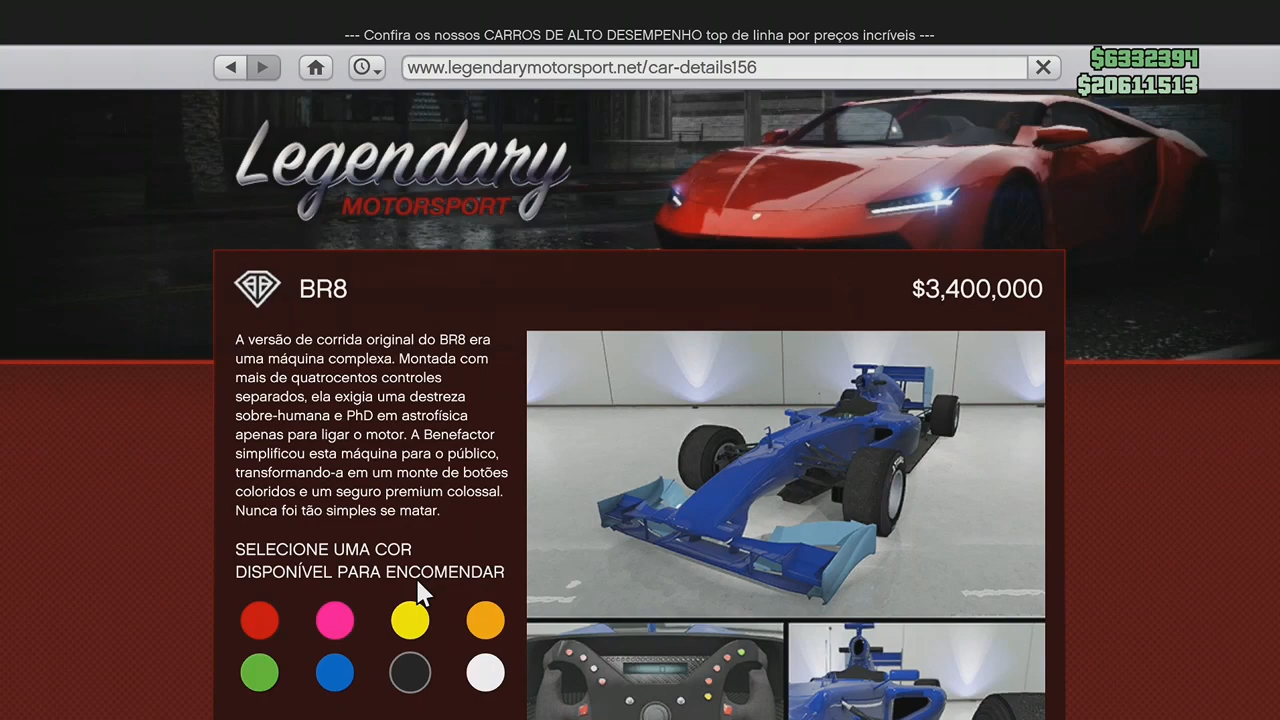 --- Confira os nossos CARROS DE ALTO DESEMPENHO top de linha por preços incríveis ---
www.legendarymotorsport.net/car-details156
$6332394
$20611513
Legendary
MOTORSPORT
BR8
$3,400,000
A versão de corrida original do BR8 era
uma máquina complexa. Montada com
mais de quatrocentos controles
separados, ela exigia uma destreza
sobre-humana e PhD em astrofísica
apenas para ligar o motor. A Benefactor
simplificou esta máquina para o público,
transformando-a em um monte de botões
coloridos e um seguro premium colossal.
Nunca foi tão simples se matar.
SELECIONE UMA COR
DISPONÍVEL PARA ENCOMENDAR